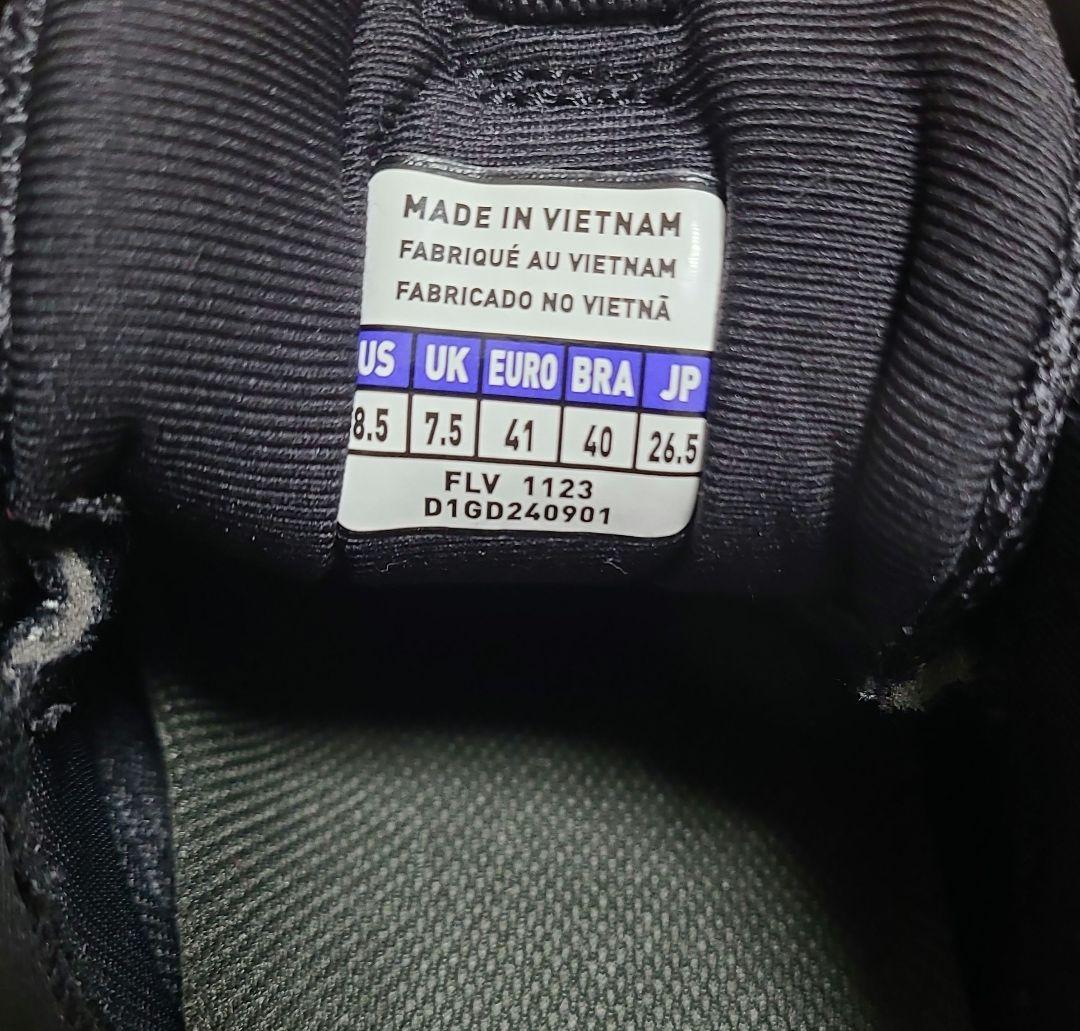 MADE IN VIETNAM
FABRIQUÉ AU VIETNAM
FABRICADO NO VIETNÃ
US UK EURO BRA JP
8.5 7.5 41 40 26.5
FLV 1123
D1GD240901